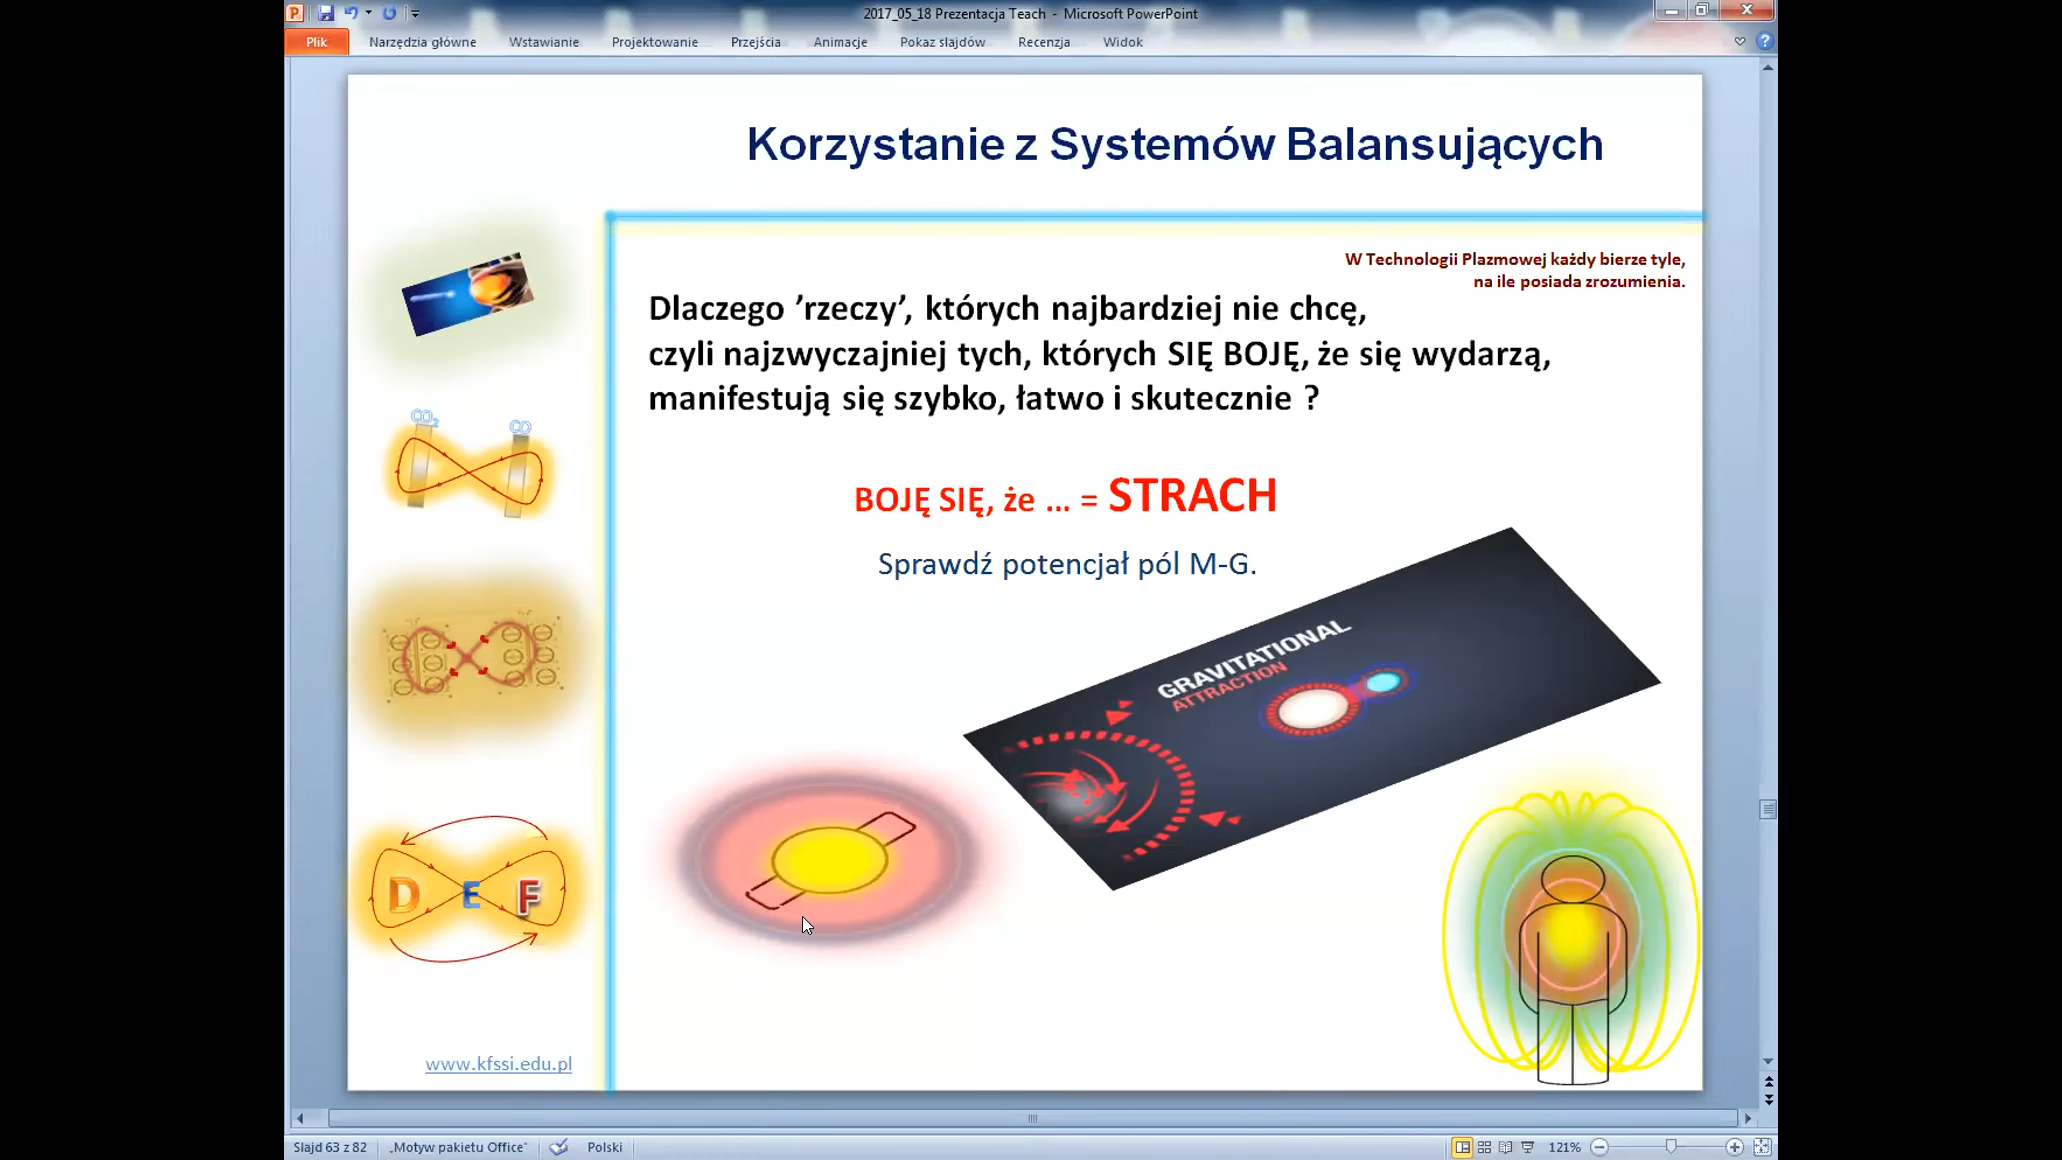 2017_05_18 Prezentacja Teach - Microsoft PowerPoint
Plik Narzędzia główne Wstawianie Projektowanie Przejścia Animacje Pokaz slajdów Recenzja Widok
Korzystanie z Systemów Balansujących
W Technologii Plazmowej każdy bierze tyle,
na ile posiada zrozumienia.
Dlaczego ’rzeczy’, których najbardziej nie chcę,
czyli najzwyczajniej tych, których SIĘ BOJĘ, że się wydarzą,
manifestują się szybko, łatwo i skutecznie ?
CO2 CO
BOJĘ SIĘ, że ... = STRACH
Sprawdź potencjał pól M-G.
GRAVITATIONAL
ATTRACTION
D E F
www.kfssi.edu.pl
Slajd 63 z 82 „Motyw pakietu Office” Polski 121%